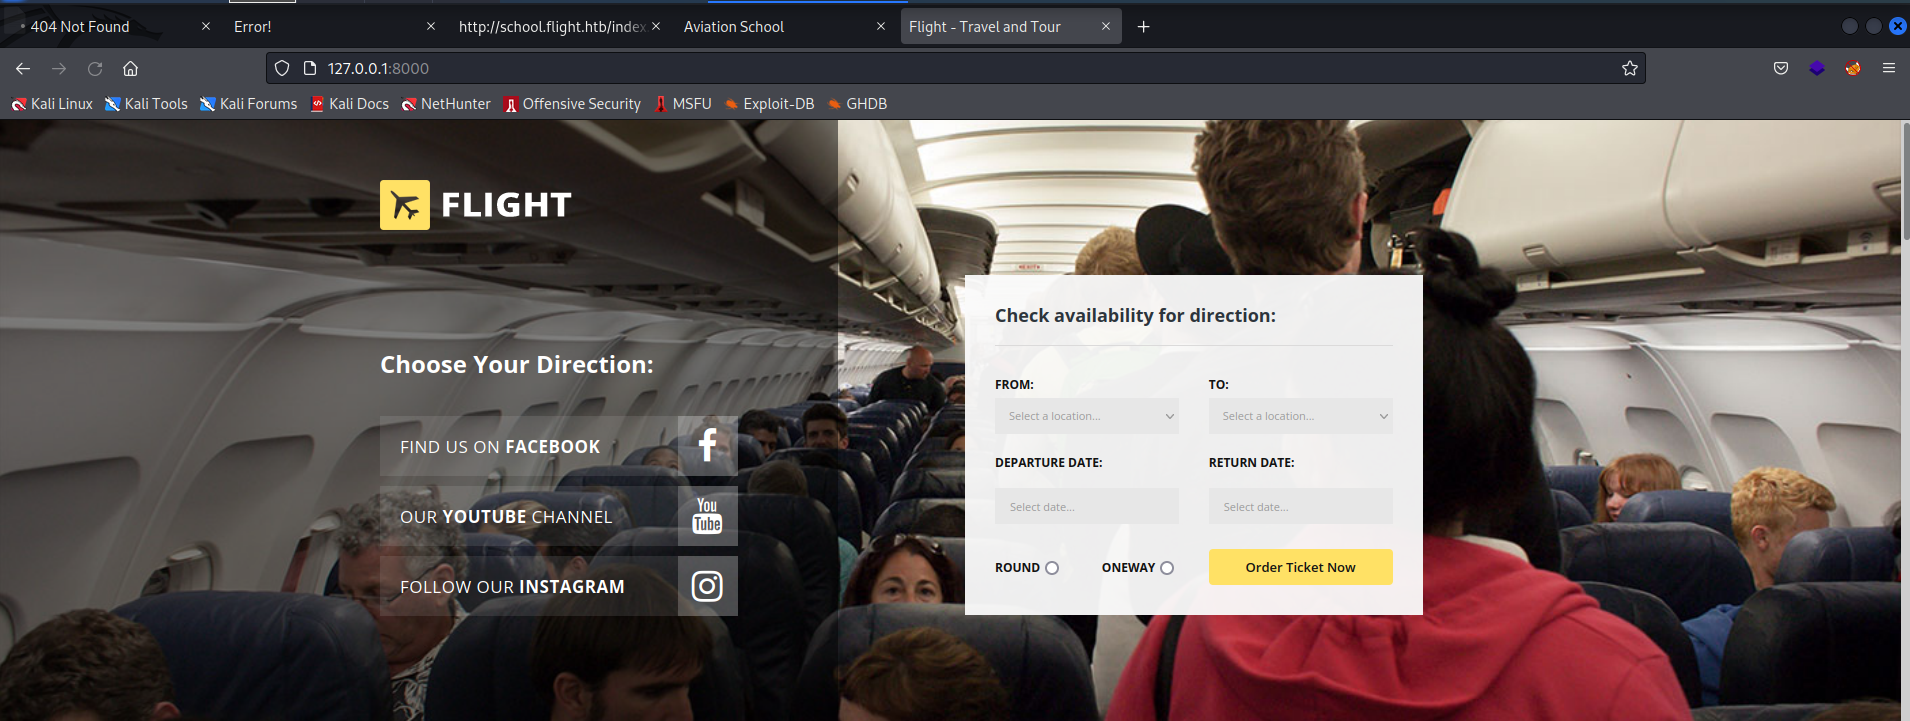 404 Not Found
Error!
http://school.flight.htb/index
Aviation School
Flight - Travel and Tour
127.0.0.1:8000
Kali Linux
Kali Tools
Kali Forums
Kali Docs
NetHunter
Offensive Security
MSFU
Exploit-DB
GHDB
FLIGHT
Choose Your Direction:
FIND US ON FACEBOOK
OUR YOUTUBE CHANNEL
You
Tube
FOLLOW OUR INSTAGRAM
Check availability for direction:
FROM:
TO:
Select a location...
Select a location...
DEPARTURE DATE:
RETURN DATE:
Select date...
Select date...
ROUND
ONEWAY
Order Ticket Now